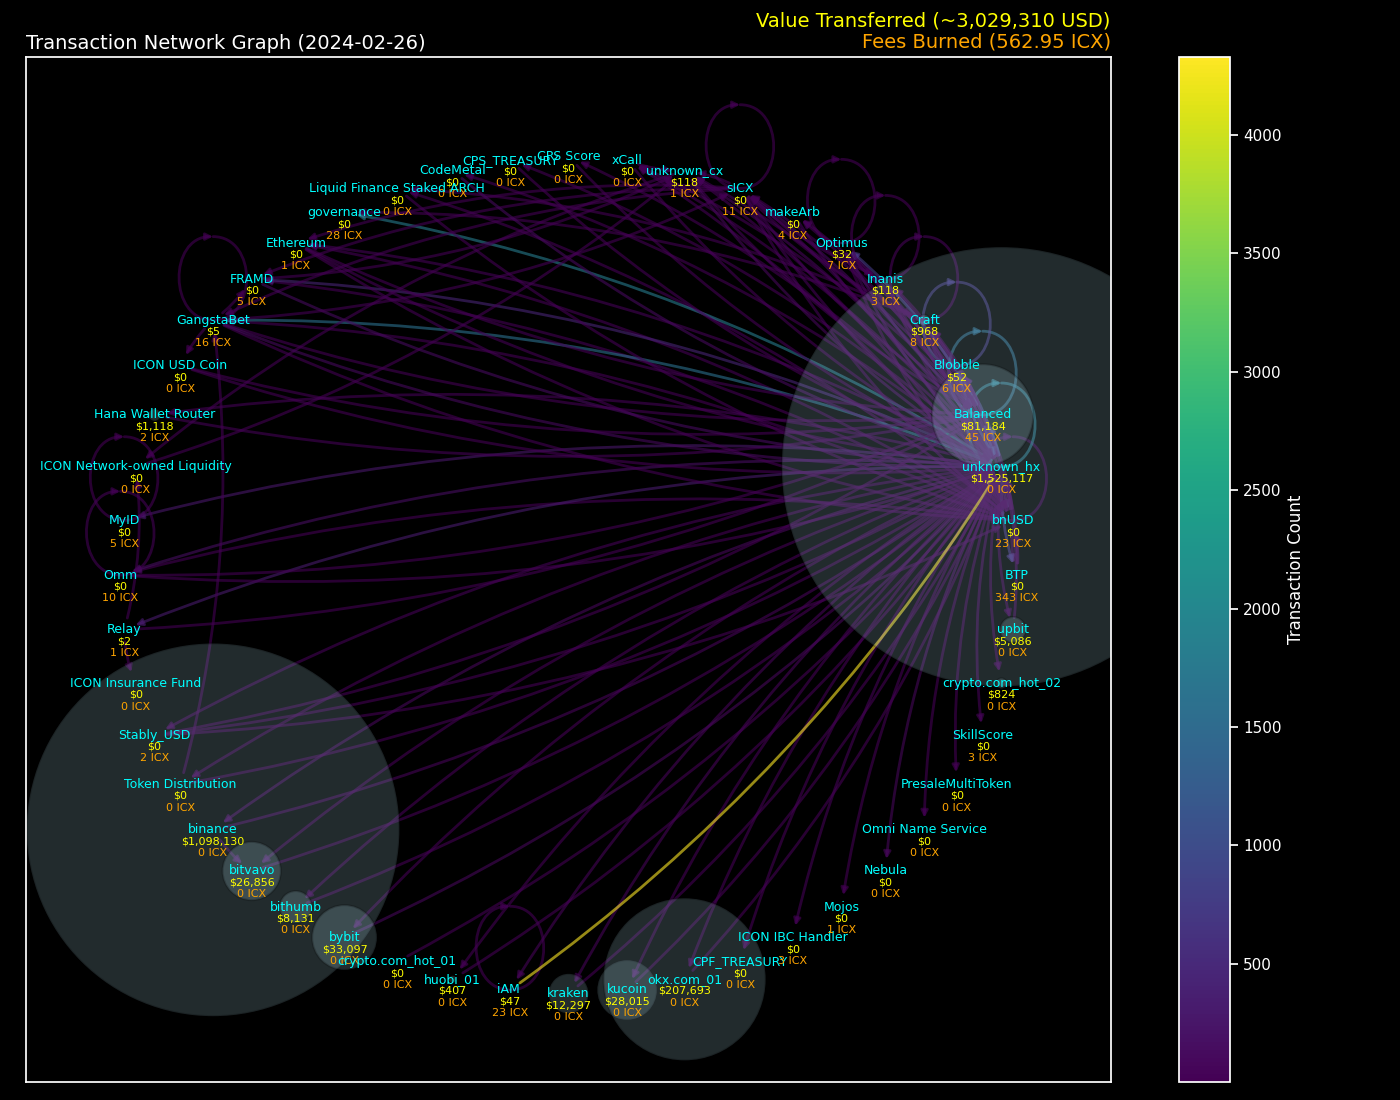 Value Transferred (~3,029,310 USD)
Transaction Network Graph (2024-02-26)
Fees Burned (562.95 ICX)
CPS Score
$0
0 ICX
CPS_TREASURY
$0
0 ICX
xCall
$0
0 ICX
CodeMetal
$0
0 ICX
unknown_cx
$118
1 ICX
Liquid Finance Staked ARCH
$0
0 ICX
sICX
$0
11 ICX
governance
$0
28 ICX
makeArb
$0
4 ICX
Ethereum
$0
1 ICX
Optimus
$32
7 ICX
FRAMD
$0
5 ICX
Inanis
$118
3 ICX
GangstaBet
$5
16 ICX
Craft
$968
8 ICX
ICON USD Coin
$0
0 ICX
Blobble
$52
6 ICX
Hana Wallet Router
$1,118
2 ICX
Balanced
$81,184
45 ICX
ICON Network-owned Liquidity
$0
0 ICX
unknown_hx
$1,525,117
0 ICX
MyID
$0
5 ICX
bnUSD
$0
23 ICX
Omm
$0
10 ICX
BTP
$0
343 ICX
Relay
$2
1 ICX
upbit
$5,086
0 ICX
ICON Insurance Fund
$0
0 ICX
crypto.com_hot_02
$824
0 ICX
Stably_USD
$0
2 ICX
SkillScore
$0
3 ICX
Token Distribution
$0
0 ICX
PresaleMultiToken
$0
0 ICX
binance
$1,098,130
0 ICX
Omni Name Service
$0
0 ICX
bitvavo
$26,856
0 ICX
Nebula
$0
0 ICX
bithumb
$8,131
0 ICX
Mojos
$0
1 ICX
bybit
$33,097
0 ICX
ICON IBC Handler
$0
ICX
crypto.com_hot_01
$0
0 ICX
CPF_TREASURY
$0
0 ICX
huobi_01
$407
0 ICX
okx.com_01
$207,693
0 ICX
iAM
$47
23 ICX
kraken
$12,297
0 ICX
kucoin
$28,015
0 ICX
4000
3500
3000
2500
2000
1500
1000
500
Transaction Count